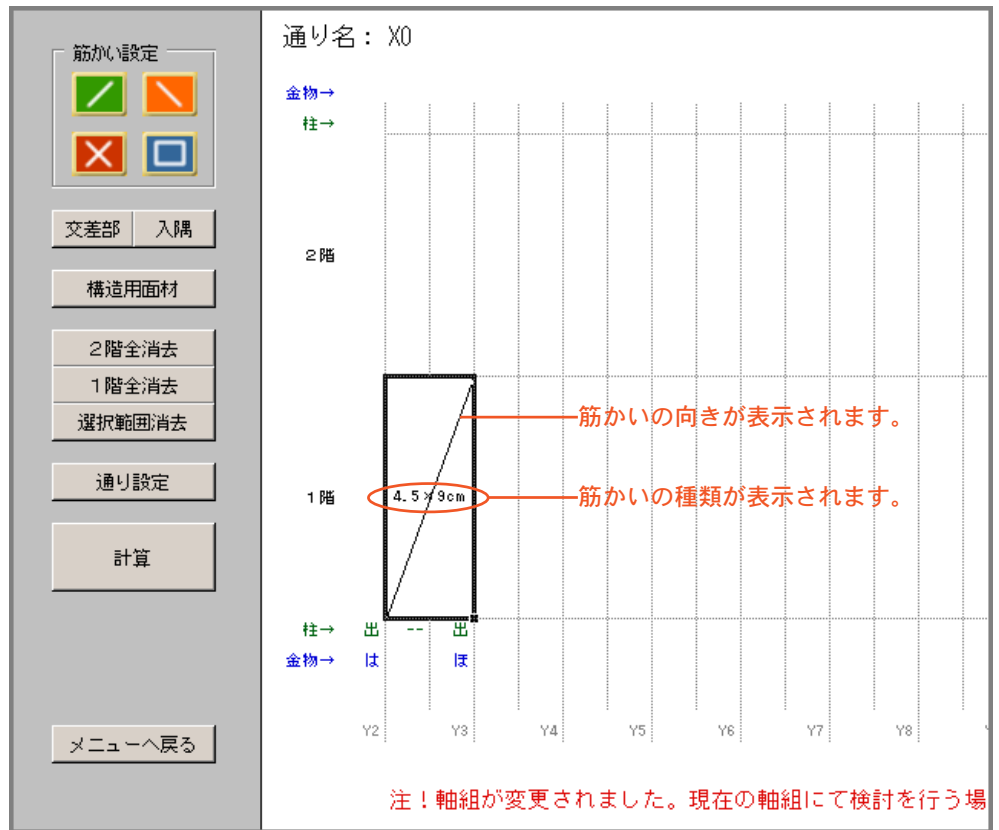 筋かい設定
交差部 入隅
構造用面材
２階全消去
１階全消去
選択範囲消去
通り設定
計算
メニューへ戻る
通り名： X0
金物→
柱→
２階
筋かいの向きが表示されます。
１階 4.5×9cm 筋かいの種類が表示されます。
柱→ 出 -- 出
金物→ は ほ
Y2 Y3 Y4 Y5 Y6 Y7 Y8
注！軸組が変更されました。現在の軸組にて検討を行う場